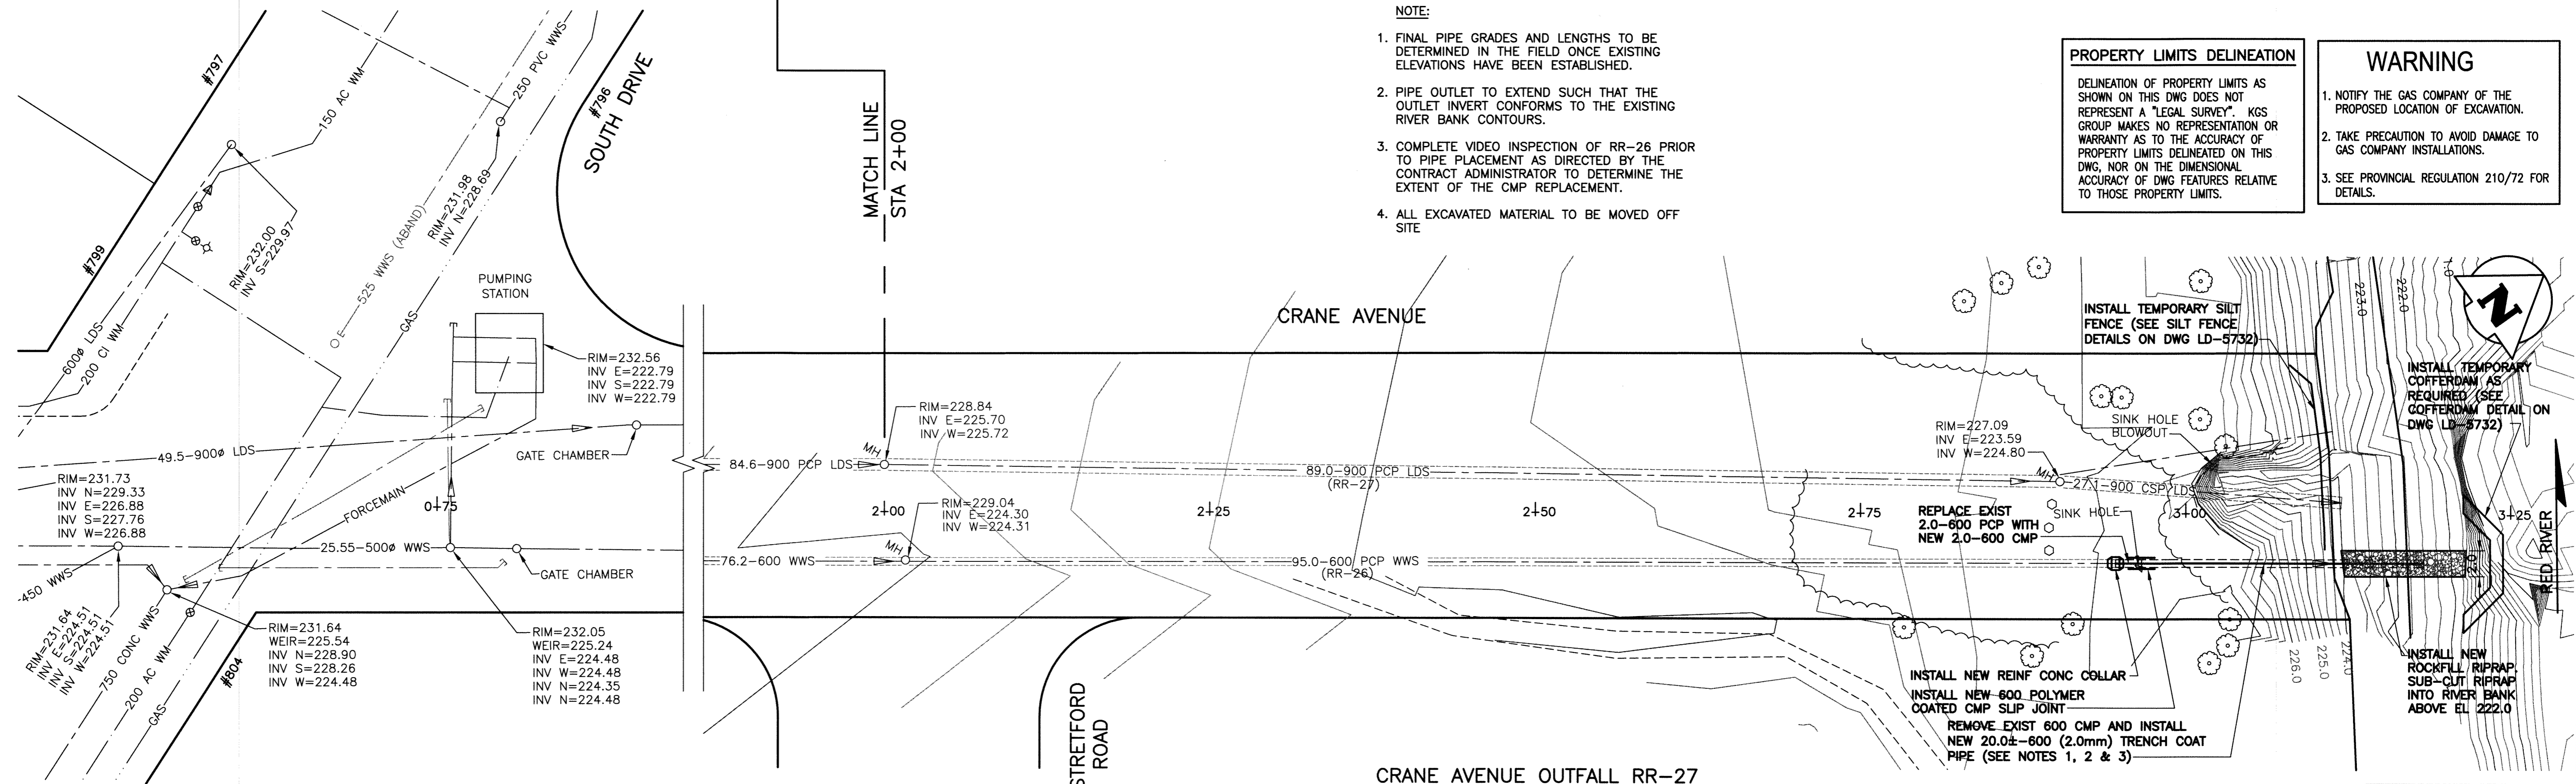 NOTE:
1. FINAL PIPE GRADES AND LENGTHS TO BE
DETERMINED IN THE FIELD ONCE EXISTING
ELEVATIONS HAVE BEEN ESTABLISHED.
2. PIPE OUTLET TO EXTEND SUCH THAT THE
OUTLET INVERT CONFORMS TO THE EXISTING
RIVER BANK CONTOURS.
3. COMPLETE VIDEO INSPECTION OF RR-26 PRIOR
TO PIPE PLACEMENT AS DIRECTED BY THE
CONTRACT ADMINISTRATOR TO DETERMINE THE
EXTENT OF THE CMP REPLACEMENT.
4. ALL EXCAVATED MATERIAL TO BE MOVED OFF
SITE
PROPERTY LIMITS DELINEATION
DELINEATION OF PROPERTY LIMITS AS
SHOWN ON THIS DWG DOES NOT
REPRESENT A "LEGAL SURVEY". KGS
GROUP MAKES NO REPRESENTATION OR
WARRANTY AS TO THE ACCURACY OF
PROPERTY LIMITS DELINEATED ON THIS
DWG, NOR ON THE DIMENSIONAL
ACCURACY OF DWG FEATURES RELATIVE
TO THOSE PROPERTY LIMITS.
WARNING
1. NOTIFY THE GAS COMPANY OF THE
PROPOSED LOCATION OF EXCAVATION.
2. TAKE PRECAUTION TO AVOID DAMAGE TO
GAS COMPANY INSTALLATIONS.
3. SEE PROVINCIAL REGULATION 210/72 FOR
DETAILS.
#797
150 AC WM
250 PVC WWS
#796
SOUTH DRIVE
MATCH LINE
STA 2+00
#799
RIM=232.00
INV S=229.97
RIM=231.98
INV N=228.69
525 WWS (ABAND)
E
GAS
600ø LDS
200 CI WM
PUMPING
STATION
RIM=232.56
INV E=222.79
INV S=222.79
INV W=222.79
49.5-900ø LDS
GATE CHAMBER
RIM=231.73
INV N=229.33
INV E=226.88
INV S=227.76
INV W=226.88
FORCEMAIN
0+75
25.55-500ø WWS
GATE CHAMBER
-450 WWS
RIM=231.64
INV E=224.51
INV S=224.51
INV W=224.51
750 CONC WWS
200 AC WM
GAS
#804
RIM=231.64
WEIR=225.54
INV N=228.90
INV S=228.26
INV W=224.48
RIM=232.05
WEIR=225.24
INV E=224.48
INV W=224.48
INV N=224.35
INV N=224.48
CRANE AVENUE
RIM=228.84
INV E=225.70
INV W=225.72
MH
84.6-900 PCP LDS
89.0-900 PCP LDS
(RR-27)
2+00
RIM=229.04
INV E=224.30
INV W=224.31
2+25
2+50
2+75
3+00
3+25
MH
76.2-600 WWS
95.0-600 PCP WWS
(RR-26)
STRETFORD
ROAD
RIM=227.09
INV E=223.59
INV W=224.80
MH
27.1-900 CSP LDS
SINK HOLE
BLOWOUT
SINK HOLE
REPLACE EXIST
2.0-600 PCP WITH
NEW 2.0-600 CMP
INSTALL TEMPORARY SILT
FENCE (SEE SILT FENCE
DETAILS ON DWG LD-5732)
223.0
222.0
N
INSTALL TEMPORARY
COFFERDAM AS
REQUIRED (SEE
COFFERDAM DETAIL ON
DWG LD-5732)
RED RIVER
2.0
226.0
225.0
224.0
INSTALL NEW REINF CONC COLLAR
INSTALL NEW 600 POLYMER
COATED CMP SLIP JOINT
REMOVE EXIST 600 CMP AND INSTALL
NEW 20.0±-600 (2.0mm) TRENCH COAT
PIPE (SEE NOTES 1, 2 & 3)
INSTALL NEW
ROCKFILL RIPRAP.
SUB-CUT RIPRAP
INTO RIVER BANK
ABOVE EL 222.0
CRANE AVENUE OUTFALL RR-27